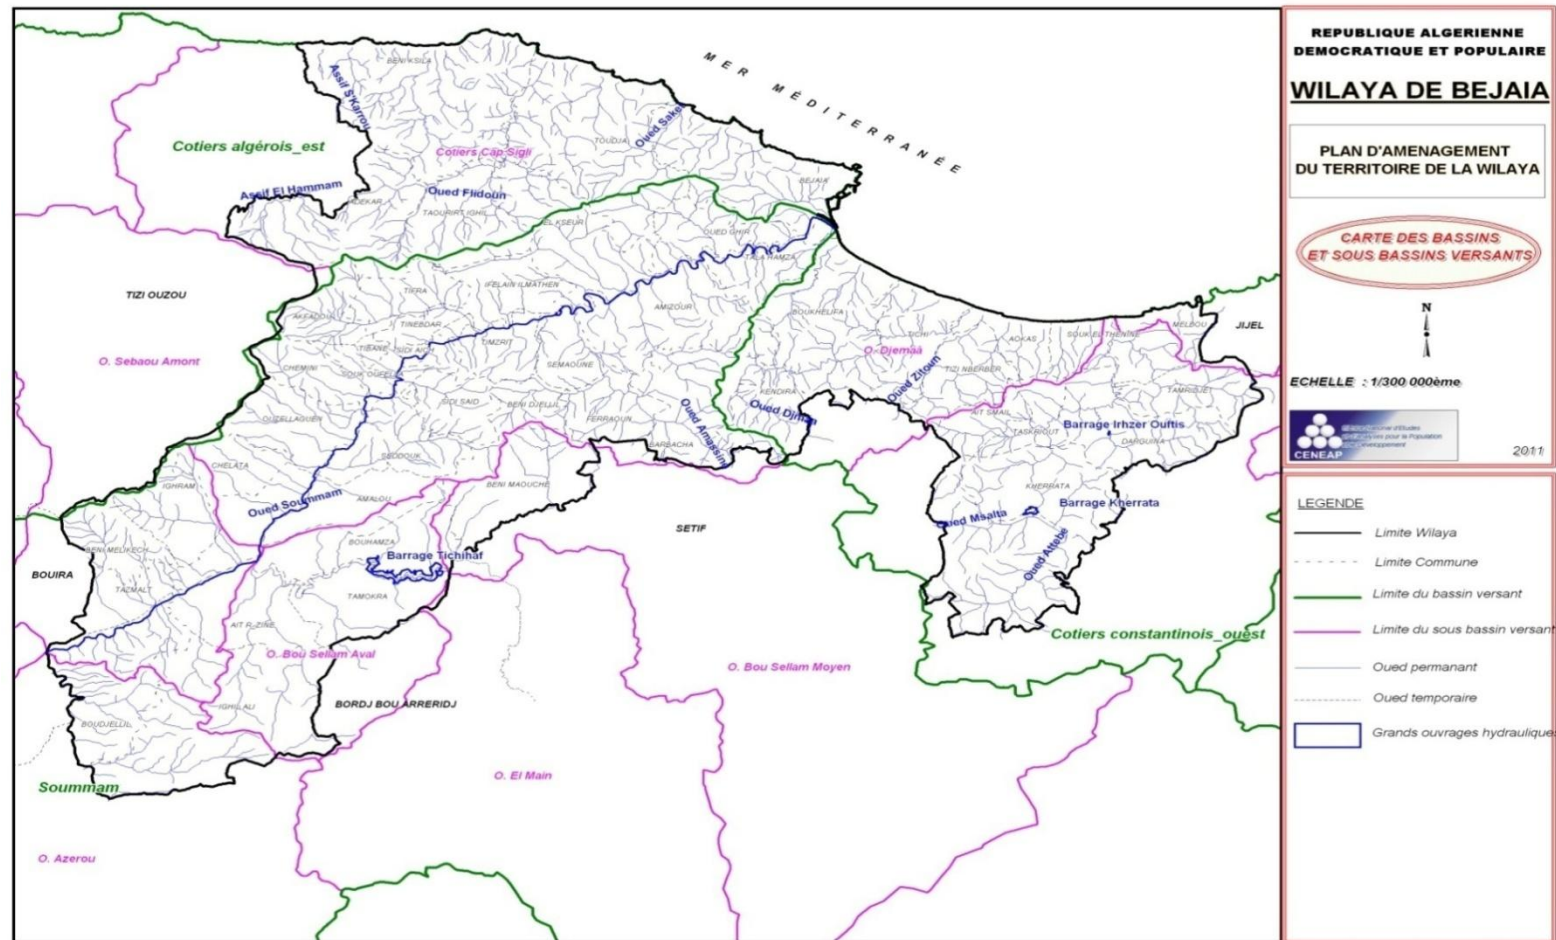 REPUBLIQUE ALGERIENNE
DEMOCRATIQUE ET POPULAIRE
WILAYA DE BEJAIA
PLAN D'AMENAGEMENT
DU TERRITOIRE DE LA WILAYA
CARTE DES BASSINS
ET SOUS BASSINS VERSANTS
N
ECHELLE : 1/300 000ème
CENEAP
2011
LEGENDE
Limite Wilaya
Limite Commune
Limite du bassin versant
Limite du sous bassin versant
Oued permanant
Oued temporaire
Grands ouvrages hydrauliques
MER MÉDITERRANÉE
BENI KSILA
Assif S'Karrou
Oued Saket
TOUDJA
Cotiers algérois_est
Cotiers Cap Sigli
BEJAIA
Assif El Hammam
Oued Flidoun
ADEKAR
TAOURIRT IGHIL
EL KSEUR
OUED GHIR
TALA HAMZA
TIZI OUZOU
TIFRA
IFELAIN ILMATHEN
AKFADOU
AMIZOUR
BOUKHELIFA
TINEBDAR
TICHI
AOKAS
SOUK EL THENINE
MELBOU
JIJEL
TIBANE
SIDI AICH
O. Djemaâ
O. Sebaou Amont
CHEMINI
SOUK OUFELLA
SEMAOUNE
Oued Zitoun
TIZI NBERBER
KENDIRA
TAMRIDJET
SIDI SAID
BENI DJELLIL
FERRAOUN
Oued Amassine
AIT SMAIL
OUZELLAGUEN
TASKRIOUT
Barrage Irhzer Ouftis
DARGUINA
BARBACHA
SEDDOUK
CHELATA
IGHRAM
BENI MAOUCHE
KHERRATA
AMALOU
Oued Soummam
Barrage Kherrata
Oued Msalta
SETIF
BOUHAMZA
Oued Attebe
BENI MELIKECH
Barrage Tichihaf
BOUIRA
TAZMALT
TAMOKRA
AIT R-ZINE
Cotiers constantinois_ouest
O. Bou Sellam Aval
O. Bou Sellam Moyen
IGHIL ALI
BORDJ BOU ARRERIDJ
BOUDJELLIL
O. El Main
Soummam
O. Azerou